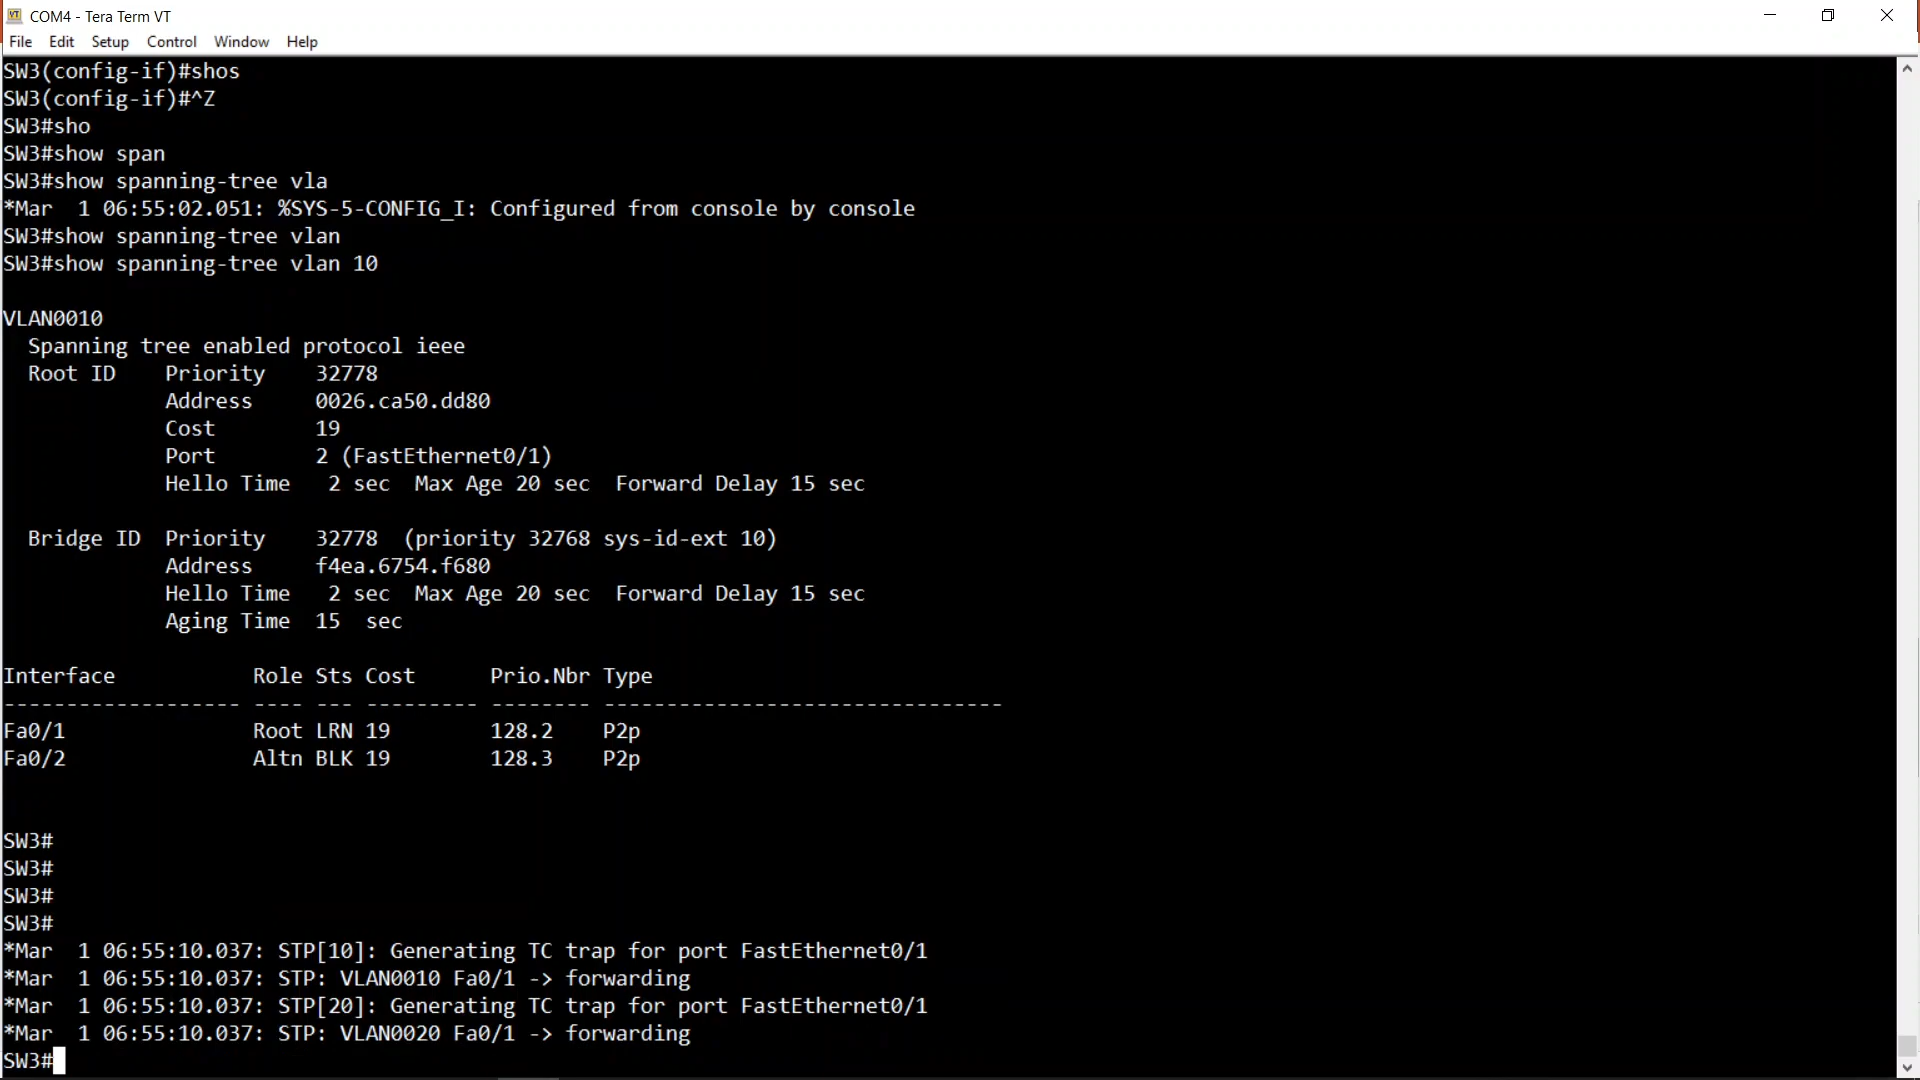 COM4 - Tera Term VT
File Edit Setup Control Window Help
SW3(config-if)#shos
SW3(config-if)#^Z
SW3#sho
SW3#show span
SW3#show spanning-tree vla
*Mar  1 06:55:02.051: %SYS-5-CONFIG_I: Configured from console by console
SW3#show spanning-tree vlan
SW3#show spanning-tree vlan 10
VLAN0010
  Spanning tree enabled protocol ieee
  Root ID    Priority    32778
             Address     0026.ca50.dd80
             Cost        19
             Port        2 (FastEthernet0/1)
             Hello Time   2 sec  Max Age 20 sec  Forward Delay 15 sec
  Bridge ID  Priority    32778  (priority 32768 sys-id-ext 10)
             Address     f4ea.6754.f680
             Hello Time   2 sec  Max Age 20 sec  Forward Delay 15 sec
             Aging Time  15  sec
Interface           Role Sts Cost      Prio.Nbr Type
------------------- ---- --- --------- -------- --------------------------------
Fa0/1               Root LRN 19        128.2    P2p
Fa0/2               Altn BLK 19        128.3    P2p
SW3#
SW3#
SW3#
SW3#
*Mar  1 06:55:10.037: STP[10]: Generating TC trap for port FastEthernet0/1
*Mar  1 06:55:10.037: STP: VLAN0010 Fa0/1 -> forwarding
*Mar  1 06:55:10.037: STP[20]: Generating TC trap for port FastEthernet0/1
*Mar  1 06:55:10.037: STP: VLAN0020 Fa0/1 -> forwarding
SW3#